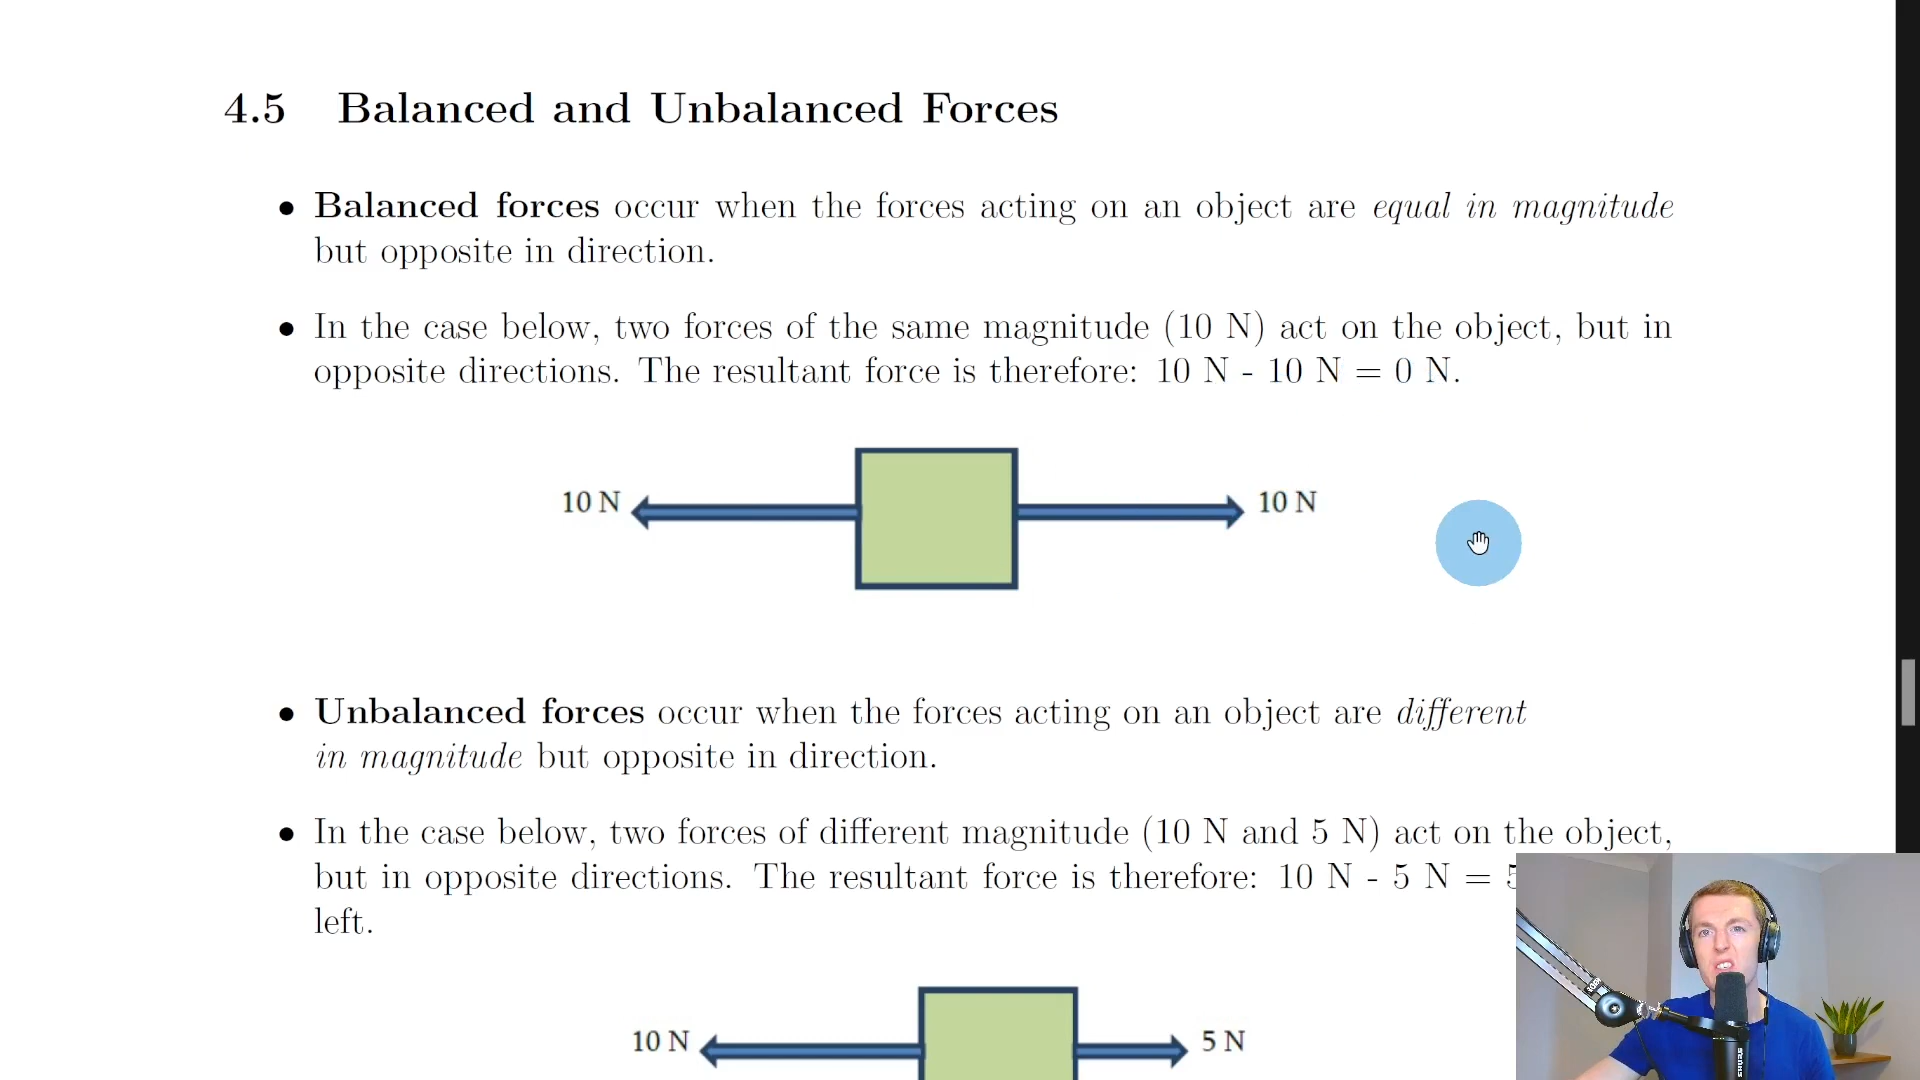 4.5 Balanced and Unbalanced Forces
• Balanced forces occur when the forces acting on an object are equal in magnitude
but opposite in direction.
• In the case below, two forces of the same magnitude (10 N) act on the object, but in
opposite directions. The resultant force is therefore: 10 N - 10 N = 0 N.
10 N
10 N
• Unbalanced forces occur when the forces acting on an object are different
in magnitude but opposite in direction.
• In the case below, two forces of different magnitude (10 N and 5 N) act on the object,
but in opposite directions. The resultant force is therefore: 10 N - 5 N = 5
left.
10 N
5 N